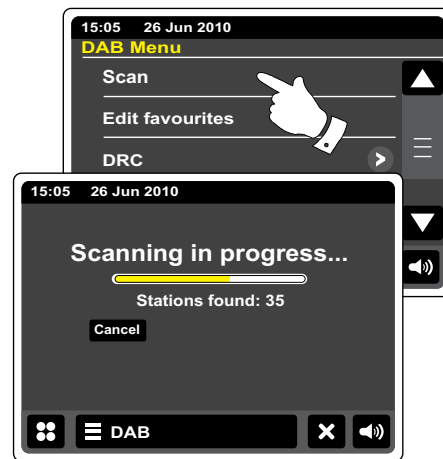 15:05 26 Jun 2010
DAB Menu
Scan
Edit favourites
DRC
15:05 26 Jun 2010
Scanning in progress...
Stations found: 35
Cancel
DAB